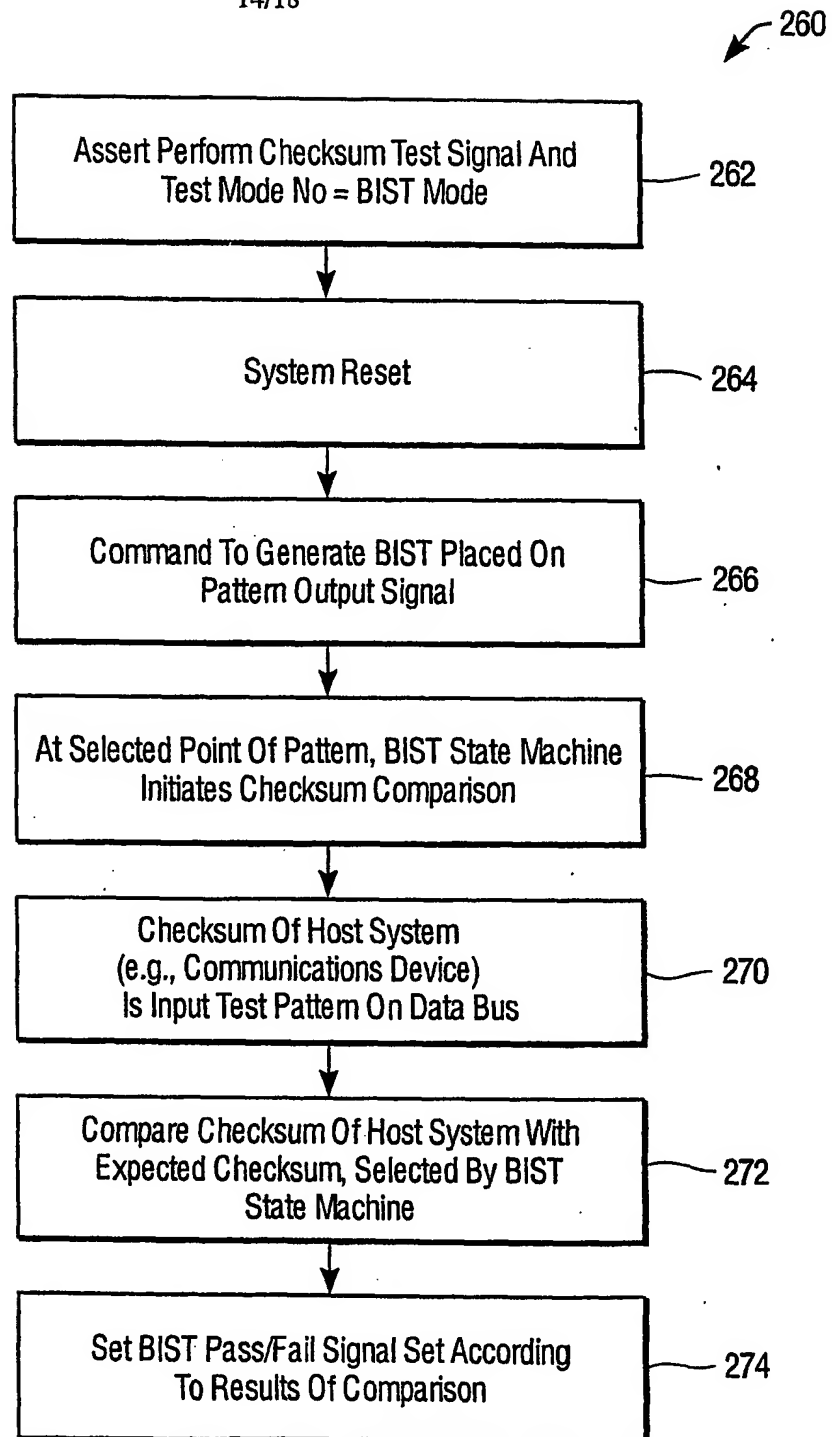 14/18
260
Assert Perform Checksum Test Signal And
Test Mode No = BIST Mode
262
System Reset
264
Command To Generate BIST Placed On
Pattern Output Signal
266
At Selected Point Of Pattern, BIST State Machine
Initiates Checksum Comparison
268
Checksum Of Host System
(e.g., Communications Device)
Is Input Test Pattern On Data Bus
270
Compare Checksum Of Host System With
Expected Checksum, Selected By BIST
State Machine
272
Set BIST Pass/Fail Signal Set According
To Results Of Comparison
274